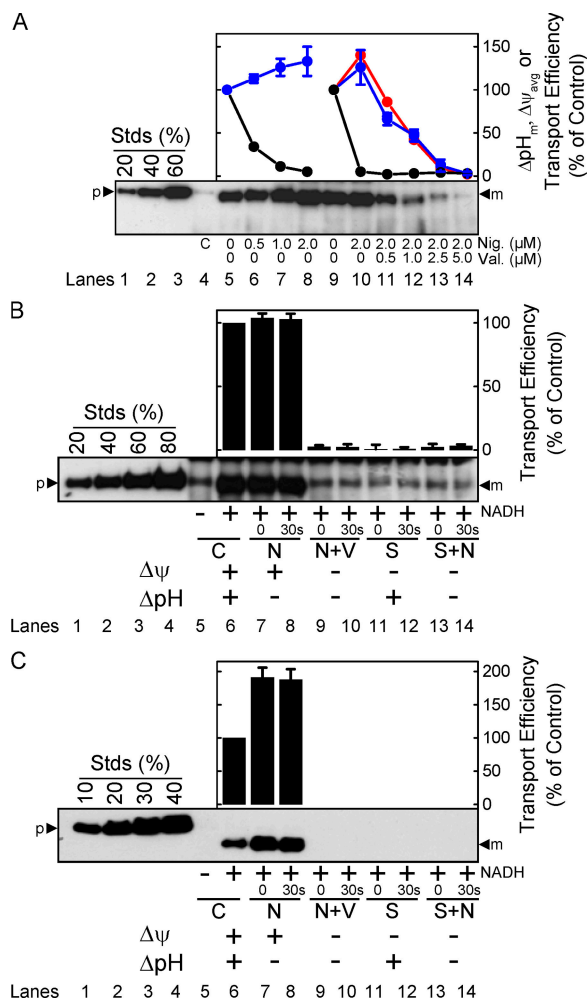 A
150
100
50
0
ΔpHm, Δψavg or
Transport Efficiency
(% of Control)
Stds (%)
20 40 60
p m
C 0 0.5 1.0 2.0 0 2.0 2.0 2.0 2.0 2.0 Nig. (μM)
0 0 0 0 0 0 0.5 1.0 2.5 5.0 Val. (μM)
Lanes 1 2 3 4 5 6 7 8 9 10 11 12 13 14
B
100
50
0
Transport Efficiency
(% of Control)
Stds (%)
20 40 60 80
p m
- + + + + + + + + + NADH
0 30s 0 30s 0 30s 0 30s
C N N+V S S+N
Δψ + + - - -
ΔpH + - - + -
Lanes 1 2 3 4 5 6 7 8 9 10 11 12 13 14
C
200
150
100
50
0
Transport Efficiency
(% of Control)
Stds (%)
10 20 30 40
p m
- + + + + + + + + + NADH
0 30s 0 30s 0 30s 0 30s
C N N+V S S+N
Δψ + + - - -
ΔpH + - - + -
Lanes 1 2 3 4 5 6 7 8 9 10 11 12 13 14